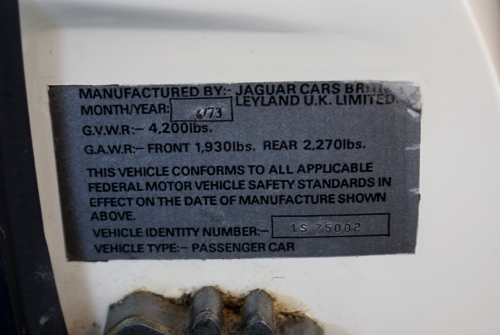 MANUFACTURED BY:- JAGUAR CARS BRITIS
MONTH/YEAR: 6/73 LEYLAND U.K. LIMITED.
G.V.W.R:- 4,200lbs.
G.A.W.R:- FRONT 1,930lbs. REAR 2,270lbs.
THIS VEHICLE CONFORMS TO ALL APPLICABLE
FEDERAL MOTOR VEHICLE SAFETY STANDARDS IN
EFFECT ON THE DATE OF MANUFACTURE SHOWN
ABOVE.
VEHICLE IDENTITY NUMBER:- 1S 75002
VEHICLE TYPE:- PASSENGER CAR